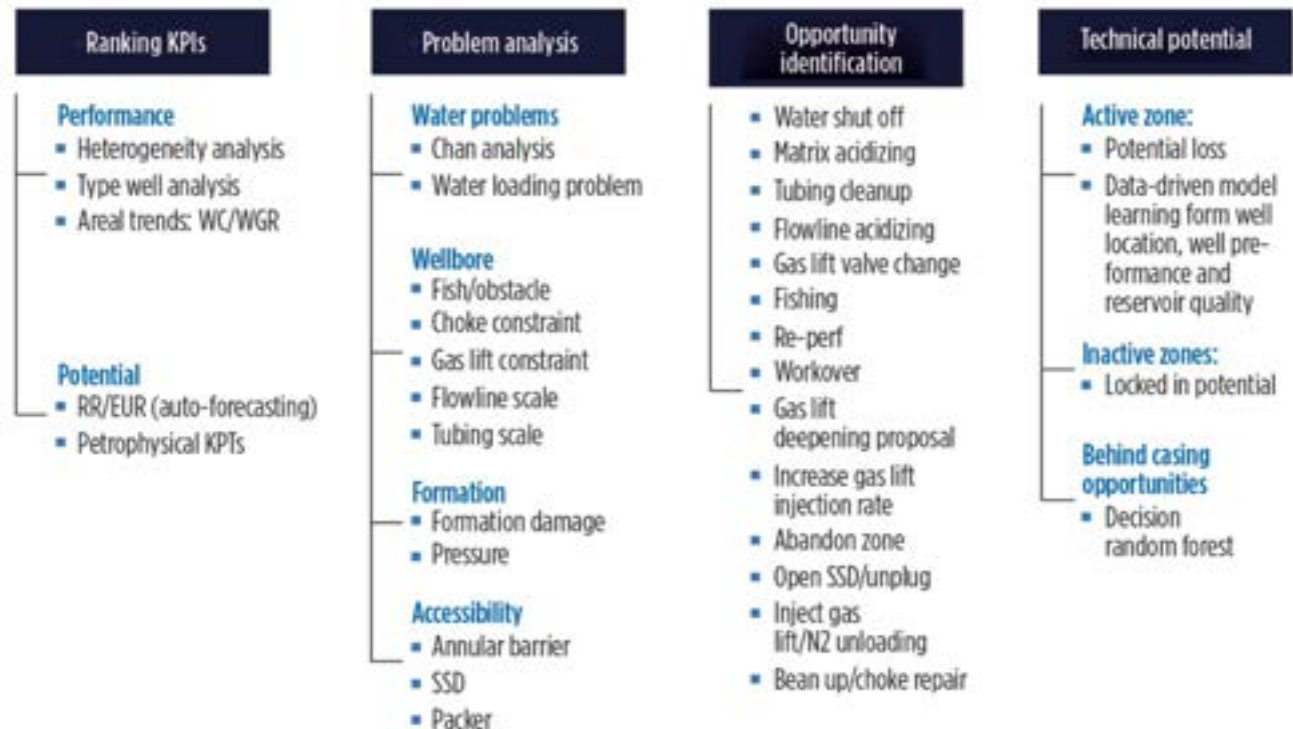 Ranking KPIs
Performance
▪ Heterogeneity analysis
▪ Type well analysis
▪ Areal trends: WC/WGR
Potential
▪ RR/EUR (auto-forecasting)
▪ Petrophysical KPTs
Problem analysis
Water problems
▪ Chan analysis
▪ Water loading problem
Wellbore
▪ Fish/obstacle
▪ Choke constraint
▪ Gas lift constraint
▪ Flowline scale
▪ Tubing scale
Formation
▪ Formation damage
▪ Pressure
Accessibility
▪ Annular barrier
▪ SSD
▪ Packer
Opportunity
identification
▪ Water shut off
▪ Matrix acidizing
▪ Tubing cleanup
▪ Flowline acidizing
▪ Gas lift valve change
▪ Fishing
▪ Re-perf
▪ Workover
▪ Gas lift
deepening proposal
▪ Increase gas lift
injection rate
▪ Abandon zone
▪ Open SSD/unplug
▪ Inject gas
lift/N2 unloading
▪ Bean up/choke repair
Technical potential
Active zone:
▪ Potential loss
▪ Data-driven model
learning form well
location, well pre-
formance and
reservoir quality
Inactive zones:
▪ Locked in potential
Behind casing
opportunities
▪ Decision
random forest